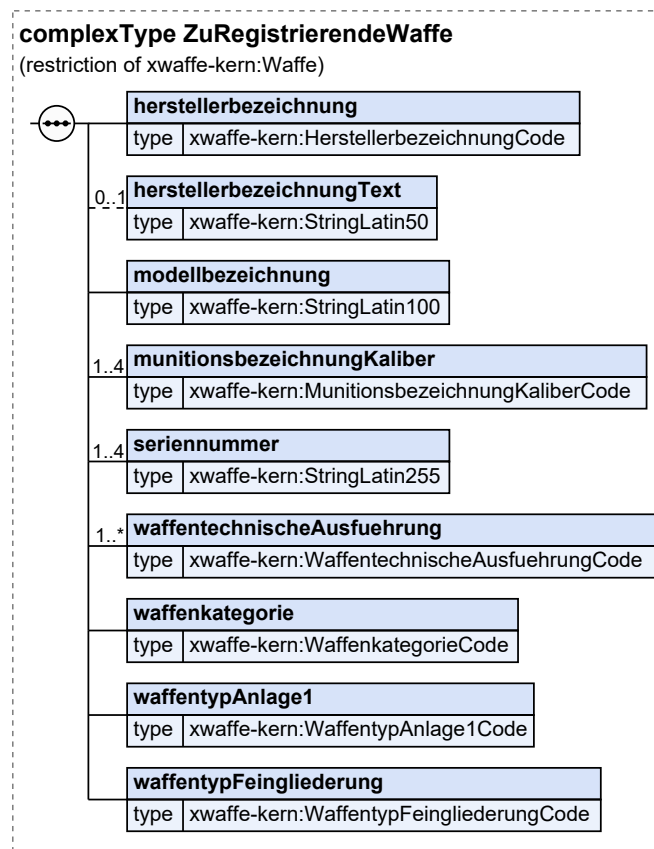 complexType ZuRegistrierendeWaffe
(restriction of xwaffe-kern:Waffe)
herstellerbezeichnung
type xwaffe-kern:HerstellerbezeichnungCode
0..1 herstellerbezeichnungText
type xwaffe-kern:StringLatin50
modellbezeichnung
type xwaffe-kern:StringLatin100
1..4 munitionsbezeichnungKaliber
type xwaffe-kern:MunitionsbezeichnungKaliberCode
1..4 seriennummer
type xwaffe-kern:StringLatin255
1..* waffentechnischeAusfuehrung
type xwaffe-kern:WaffentechnischeAusfuehrungCode
waffenkategorie
type xwaffe-kern:WaffenkategorieCode
waffentypAnlage1
type xwaffe-kern:WaffentypAnlage1Code
waffentypFeingliederung
type xwaffe-kern:WaffentypFeingliederungCode